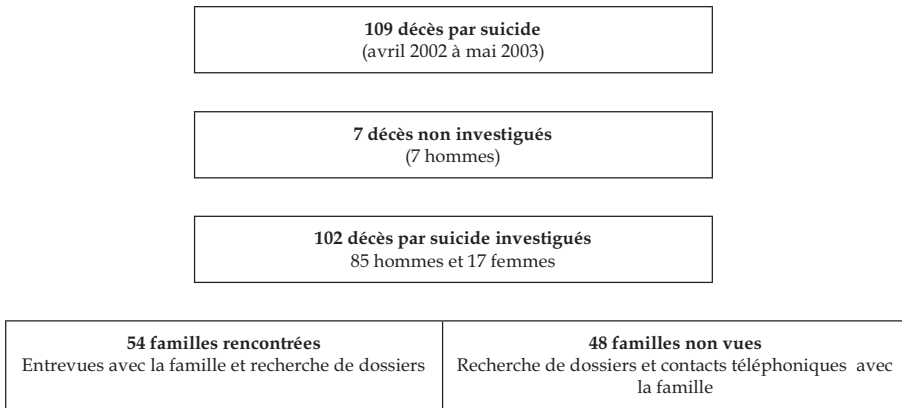 109 décès par suicide
(avril 2002 à mai 2003)
7 décès non investigués
(7 hommes)
102 décès par suicide investigués
85 hommes et 17 femmes
54 familles rencontrées
Entrevues avec la famille et recherche de dossiers
48 familles non vues
Recherche de dossiers et contacts téléphoniques avec
la famille